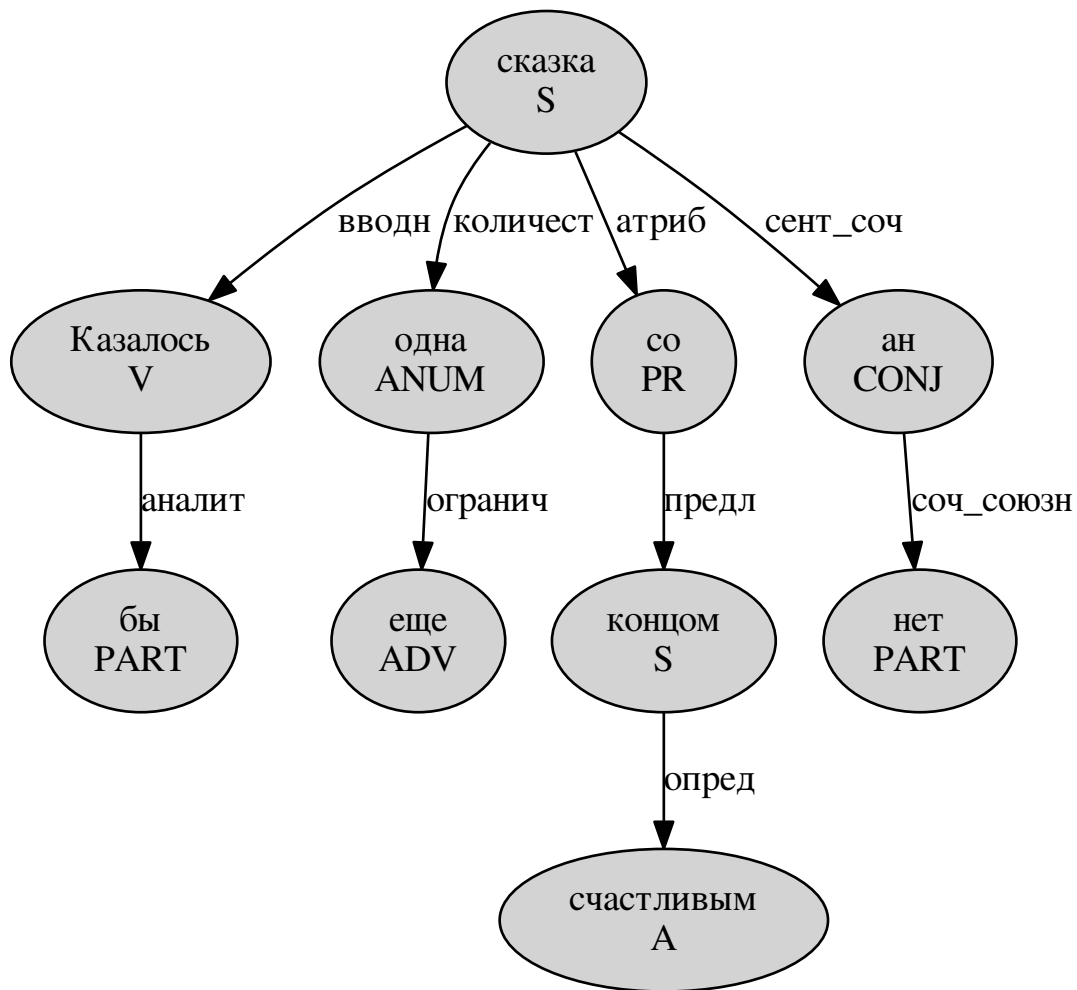 сказка
S
вводн
количест
атриб
сент_соч
Казалось
V
одна
ANUM
со
PR
ан
CONJ
аналит
огранич
предл
соч_союзн
бы
PART
еще
ADV
концом
S
нет
PART
опред
счастливым
A